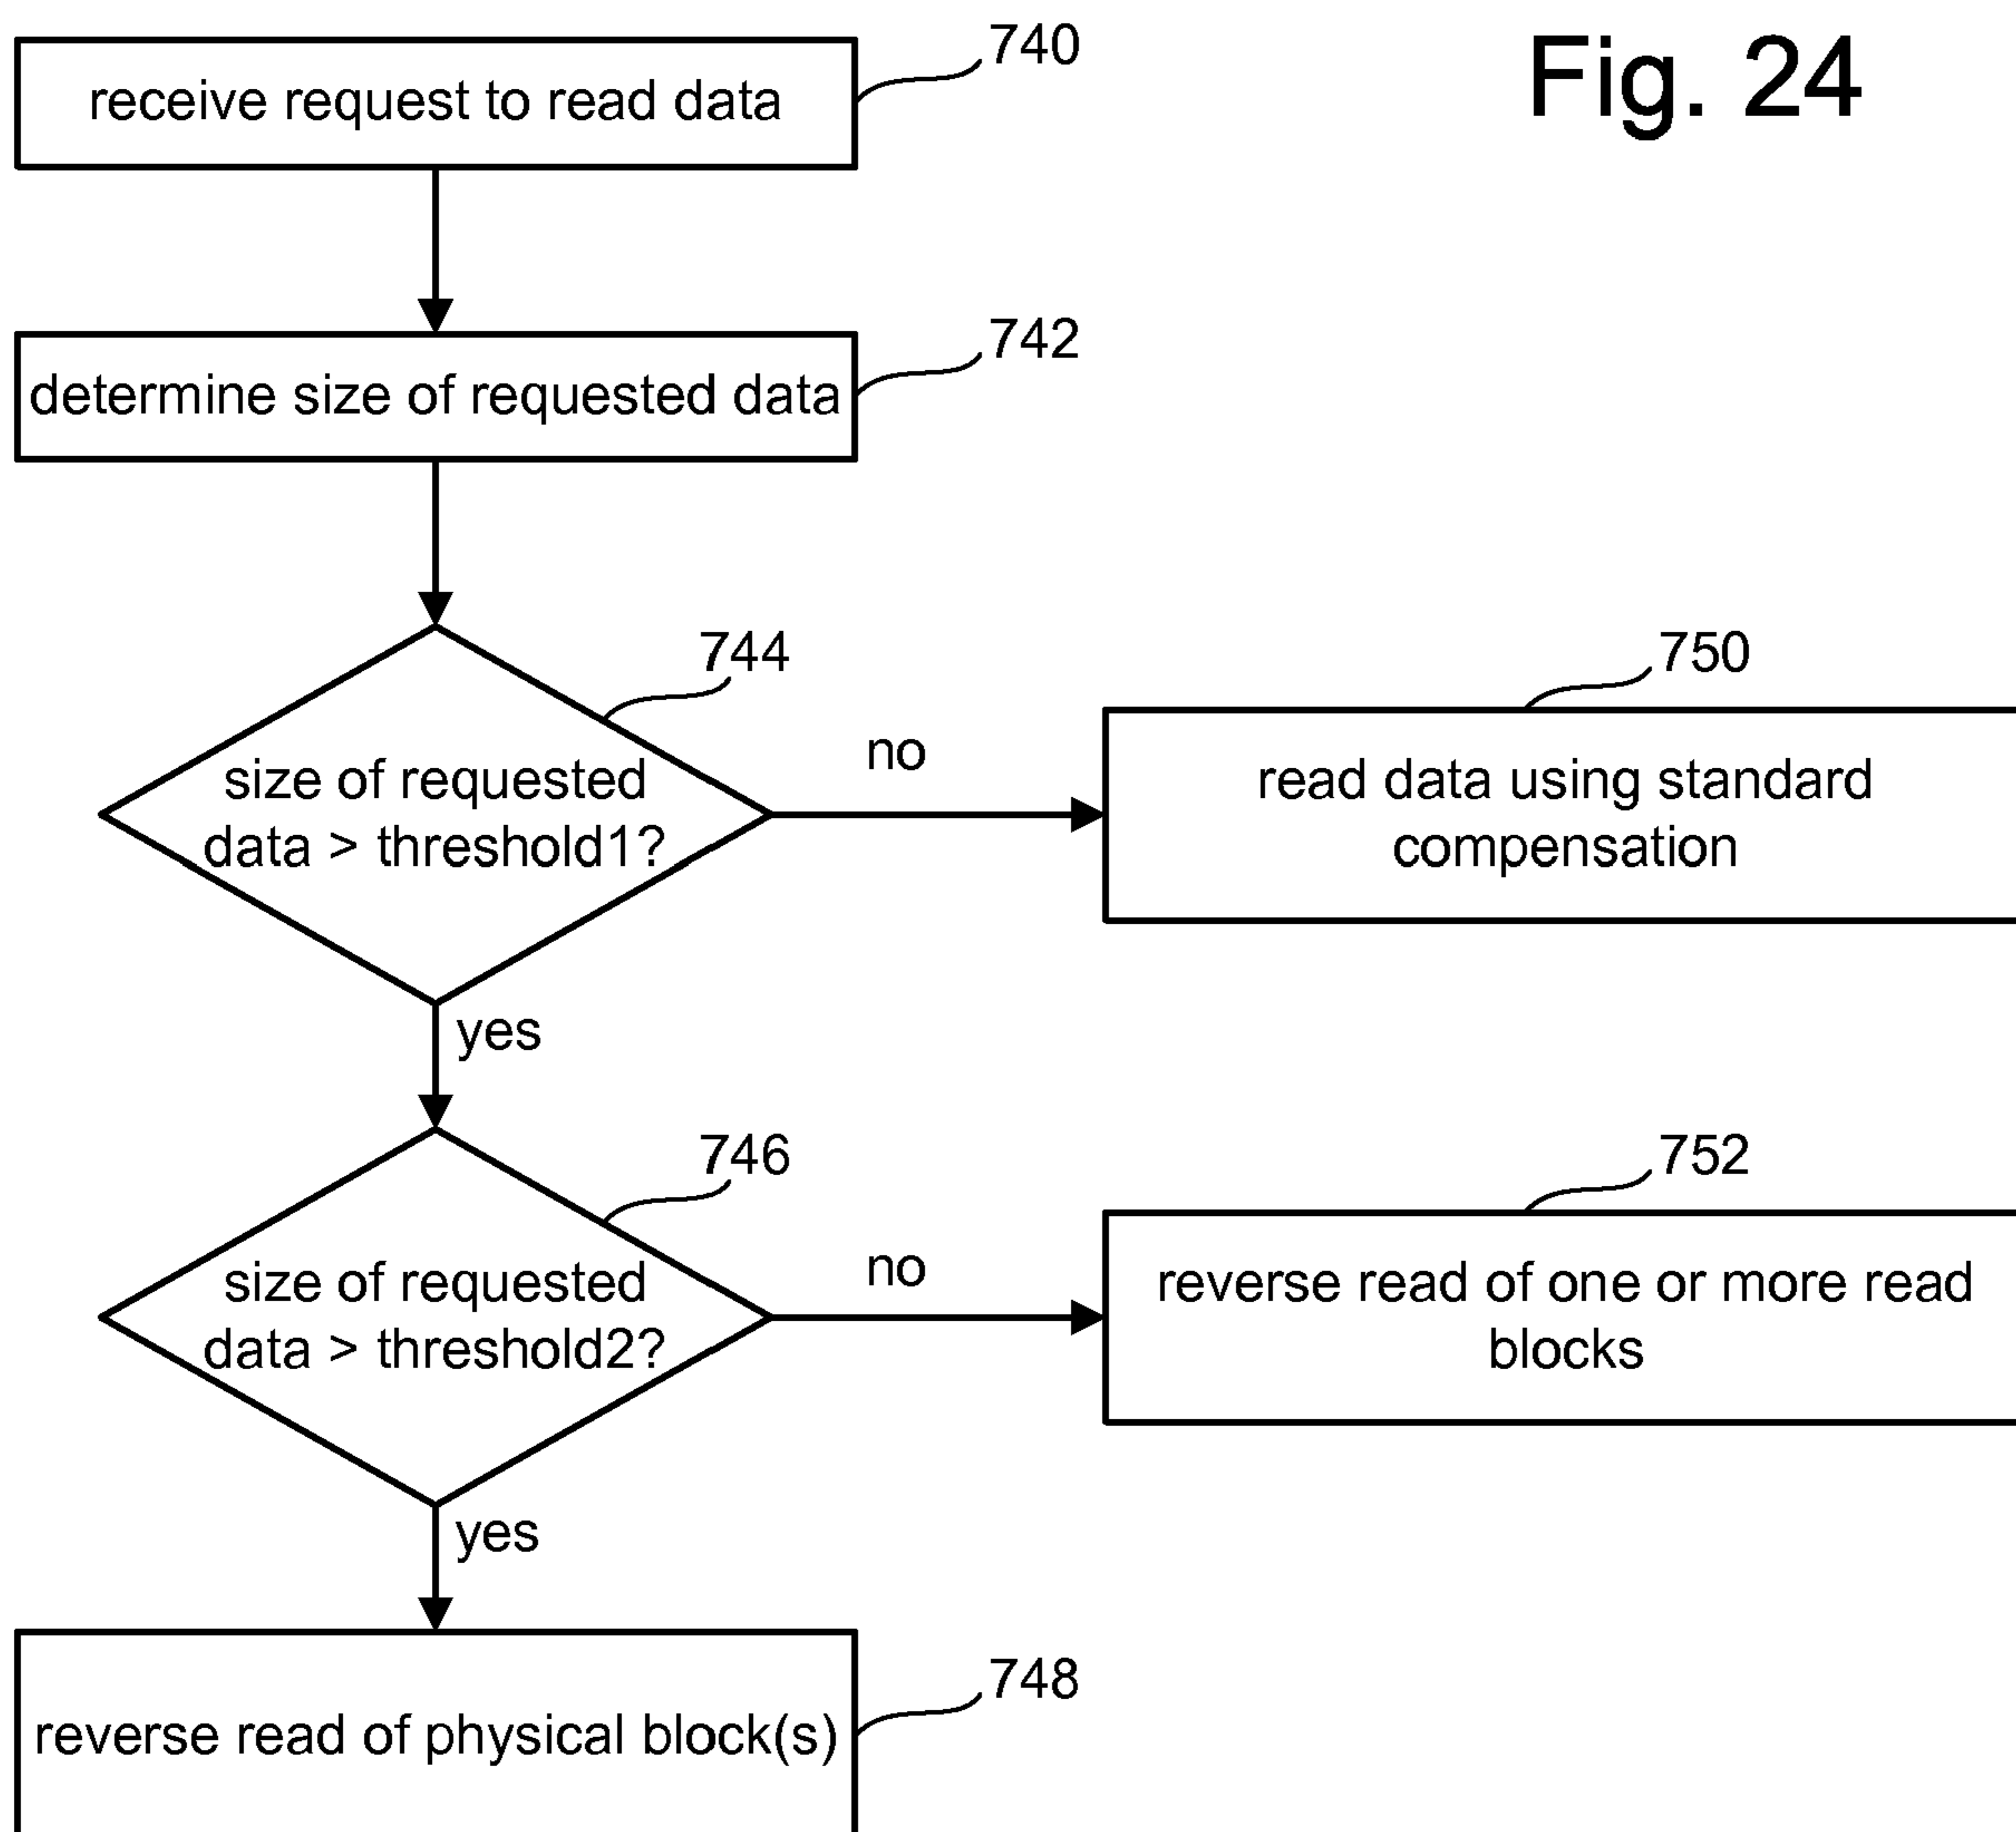 Fig. 24
740
receive request to read data
742
determine size of requested data
744
size of requested
data > threshold1?
no
750
read data using standard
compensation
yes
746
size of requested
data > threshold2?
no
752
reverse read of one or more read
blocks
yes
748
reverse read of physical block(s)